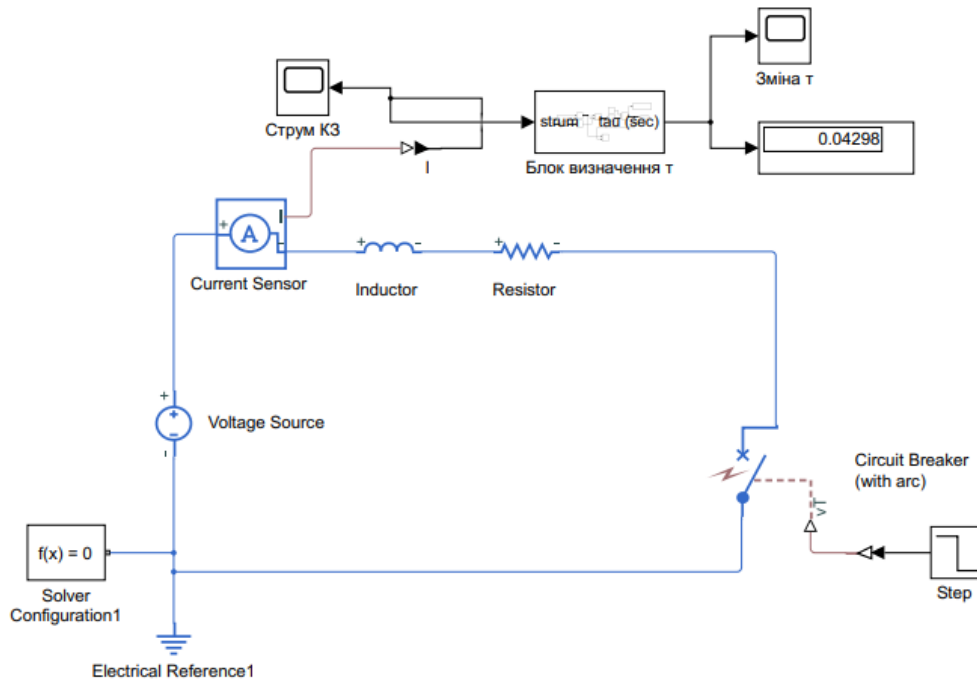 Зміна τ
Струм КЗ
strum
tau (sec)
0.04298
I
Блок визначення τ
+
A
I
-
Current Sensor
+
-
Inductor
+
-
Resistor
+
+
-
-
Voltage Source
Circuit Breaker
(with arc)
vT
f(x) = 0
Solver
Configuration1
Step
Electrical Reference1